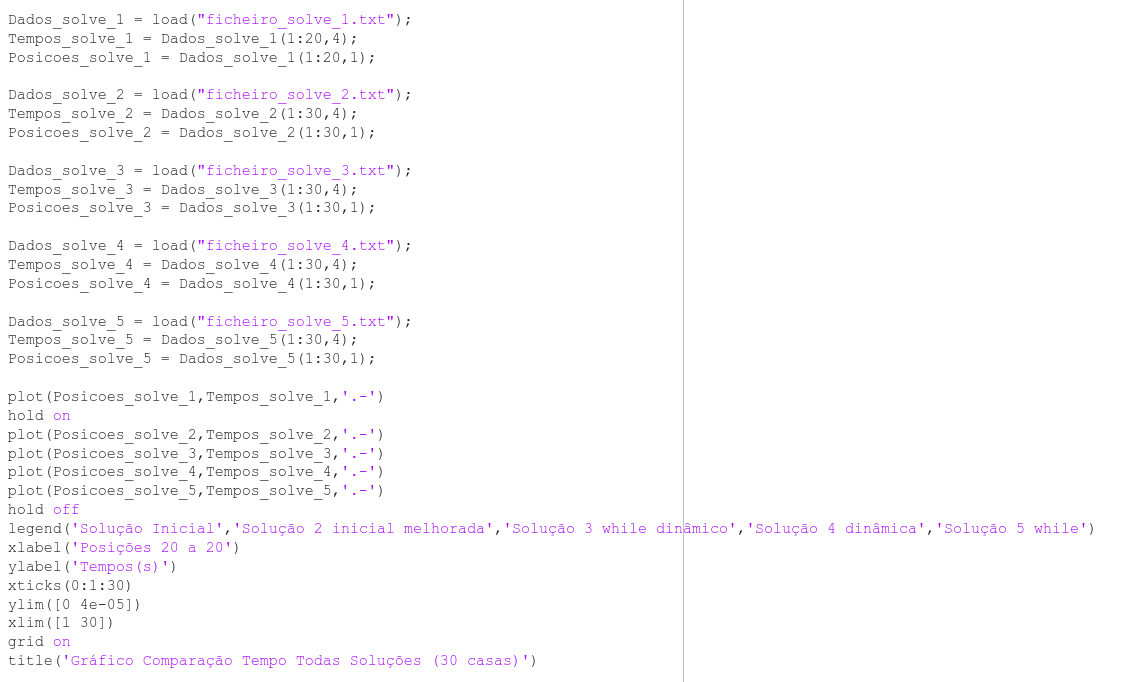 Dados_solve_1 = load("ficheiro_solve_1.txt");
Tempos_solve_1 = Dados_solve_1(1:20,4);
Posicoes_solve_1 = Dados_solve_1(1:20,1);
Dados_solve_2 = load("ficheiro_solve_2.txt");
Tempos_solve_2 = Dados_solve_2(1:30,4);
Posicoes_solve_2 = Dados_solve_2(1:30,1);
Dados_solve_3 = load("ficheiro_solve_3.txt");
Tempos_solve_3 = Dados_solve_3(1:30,4);
Posicoes_solve_3 = Dados_solve_3(1:30,1);
Dados_solve_4 = load("ficheiro_solve_4.txt");
Tempos_solve_4 = Dados_solve_4(1:30,4);
Posicoes_solve_4 = Dados_solve_4(1:30,1);
Dados_solve_5 = load("ficheiro_solve_5.txt");
Tempos_solve_5 = Dados_solve_5(1:30,4);
Posicoes_solve_5 = Dados_solve_5(1:30,1);
plot(Posicoes_solve_1,Tempos_solve_1,'.-')
hold on
plot(Posicoes_solve_2,Tempos_solve_2,'.-')
plot(Posicoes_solve_3,Tempos_solve_3,'.-')
plot(Posicoes_solve_4,Tempos_solve_4,'.-')
plot(Posicoes_solve_5,Tempos_solve_5,'.-')
hold off
legend('Solução Inicial','Solução 2 inicial melhorada','Solução 3 while dinâmico','Solução 4 dinâmica','Solução 5 while')
xlabel('Posições 20 a 20')
ylabel('Tempos(s)')
xticks(0:1:30)
ylim([0 4e-05])
xlim([1 30])
grid on
title('Gráfico Comparação Tempo Todas Soluções (30 casas)')